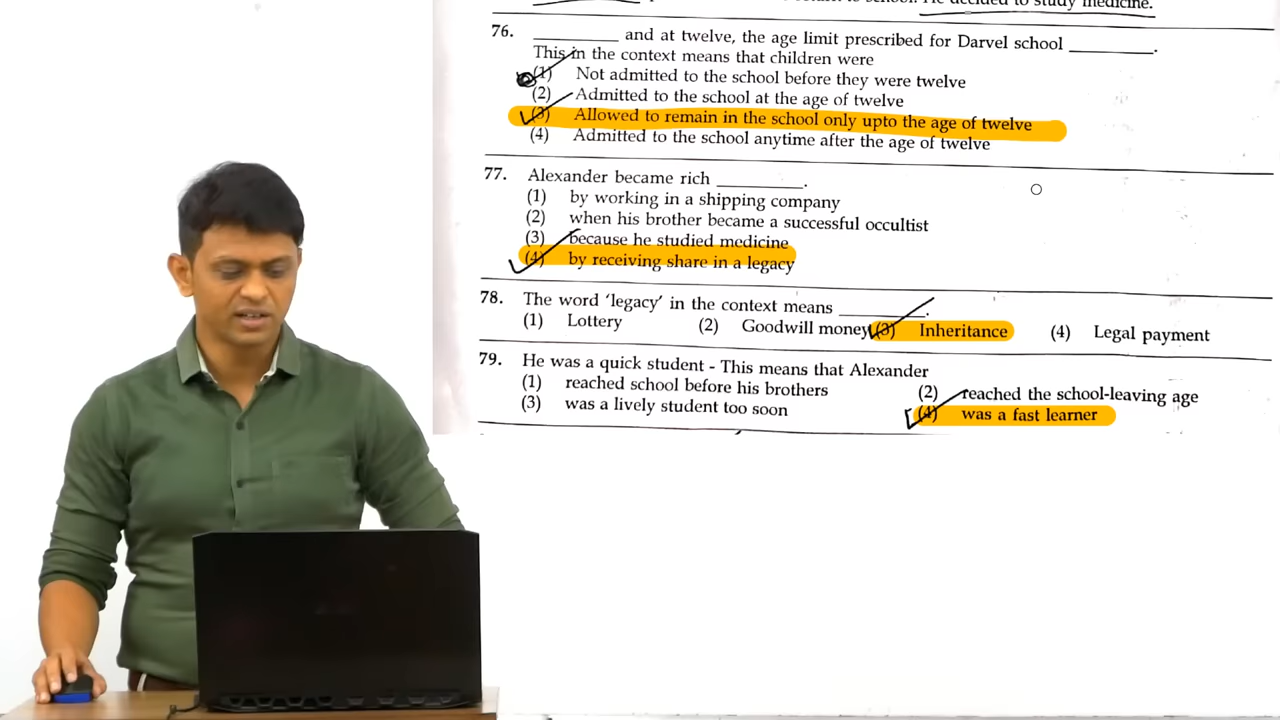 to school. He decided to study medicine.
76. ________ and at twelve, the age limit prescribed for Darvel school ________.
This in the context means that children were
(1) Not admitted to the school before they were twelve
(2) Admitted to the school at the age of twelve
(3) Allowed to remain in the school only upto the age of twelve
(4) Admitted to the school anytime after the age of twelve
77. Alexander became rich ________.
(1) by working in a shipping company
(2) when his brother became a successful occultist
(3) because he studied medicine
(4) by receiving share in a legacy
78. The word ‘legacy’ in the context means ________.
(1) Lottery (2) Goodwill money (3) Inheritance (4) Legal payment
79. He was a quick student - This means that Alexander
(1) reached school before his brothers (2) reached the school-leaving age
(3) was a lively student too soon (4) was a fast learner